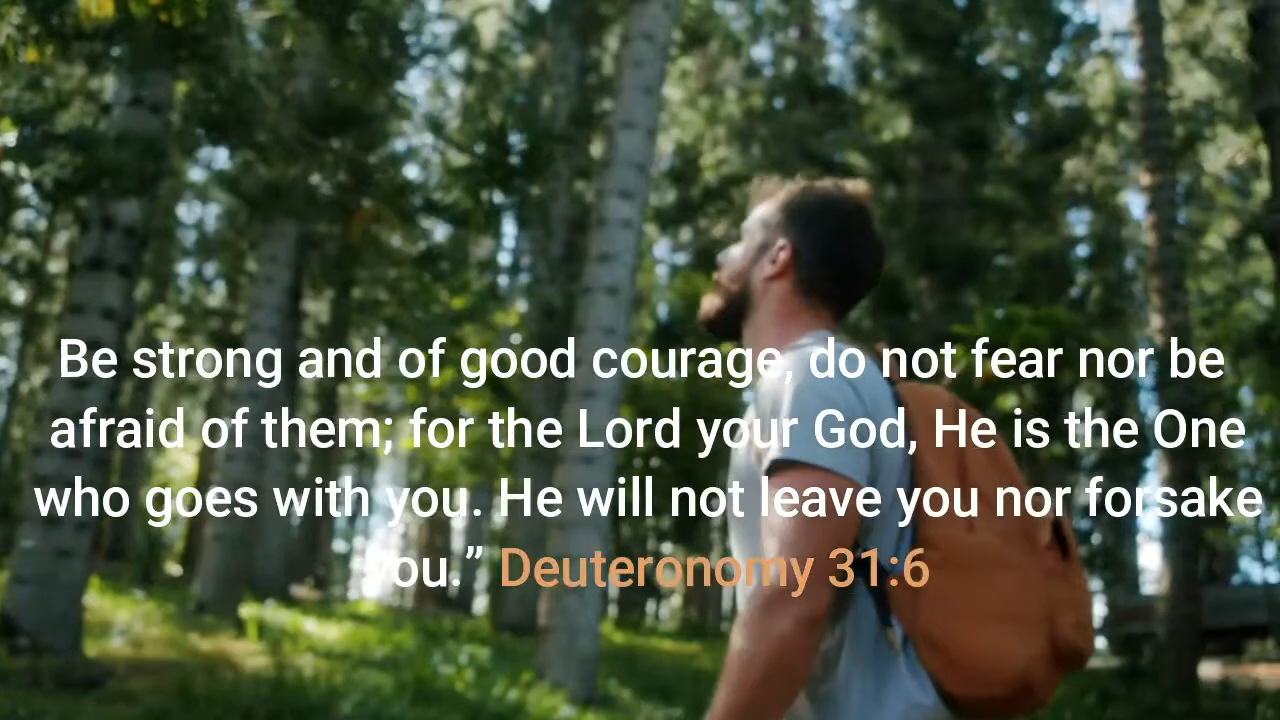 Be strong and of good courage, do not fear nor be
afraid of them; for the Lord your God, He is the One
who goes with you. He will not leave you nor forsake
you.” Deuteronomy 31:6